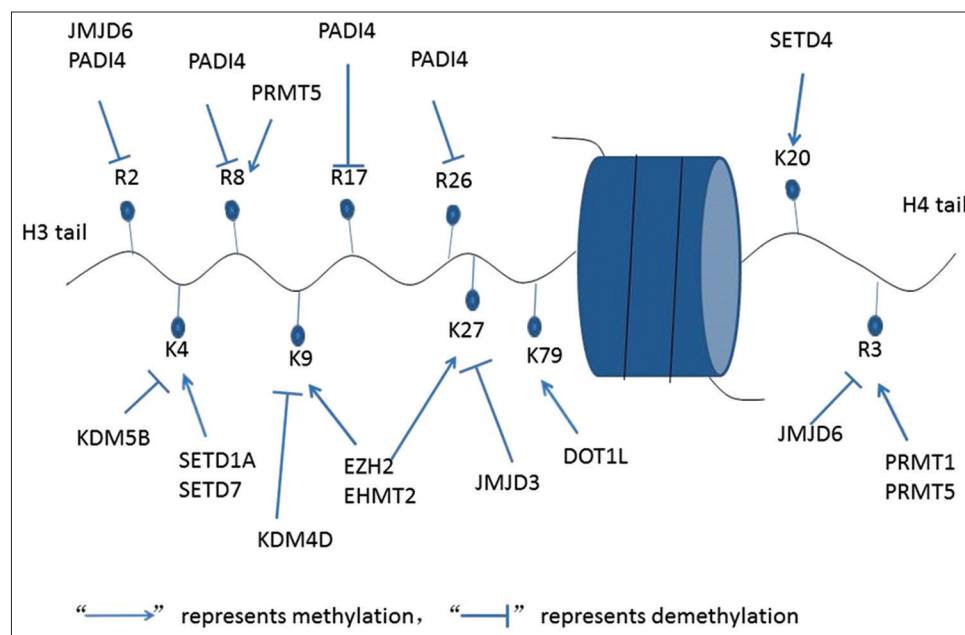 JMJD6
PADI4
PADI4
PRMT5
PADI4
PADI4
SETD4
R2
R8
R17
R26
K20
H3 tail
H4 tail
K4
K9
K27
K79
R3
KDM5B
SETD1A
SETD7
KDM4D
EZH2
EHMT2
JMJD3
DOT1L
JMJD6
PRMT1
PRMT5
“ ” represents methylation, “ ” represents demethylation